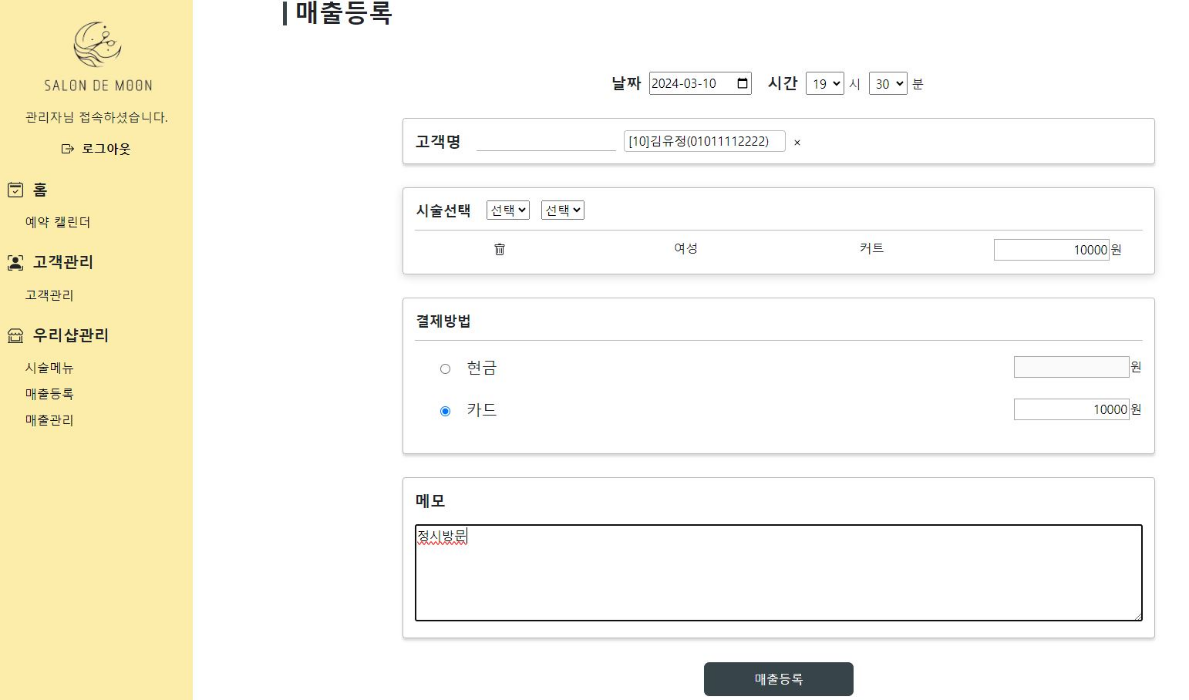 매출등록
SALON DE MOON
관리자님 접속하셨습니다.
로그아웃
홈
예약 캘린더
고객관리
고객관리
우리샵관리
시술메뉴
매출등록
매출관리
날짜 2024-03-10 시간 19 시 30 분
고객명 [10]김유정(01011112222) ×
시술선택 선택 선택
여성 커트 10000 원
결제방법
현금 원
카드 10000 원
메모
정시방문
매출등록